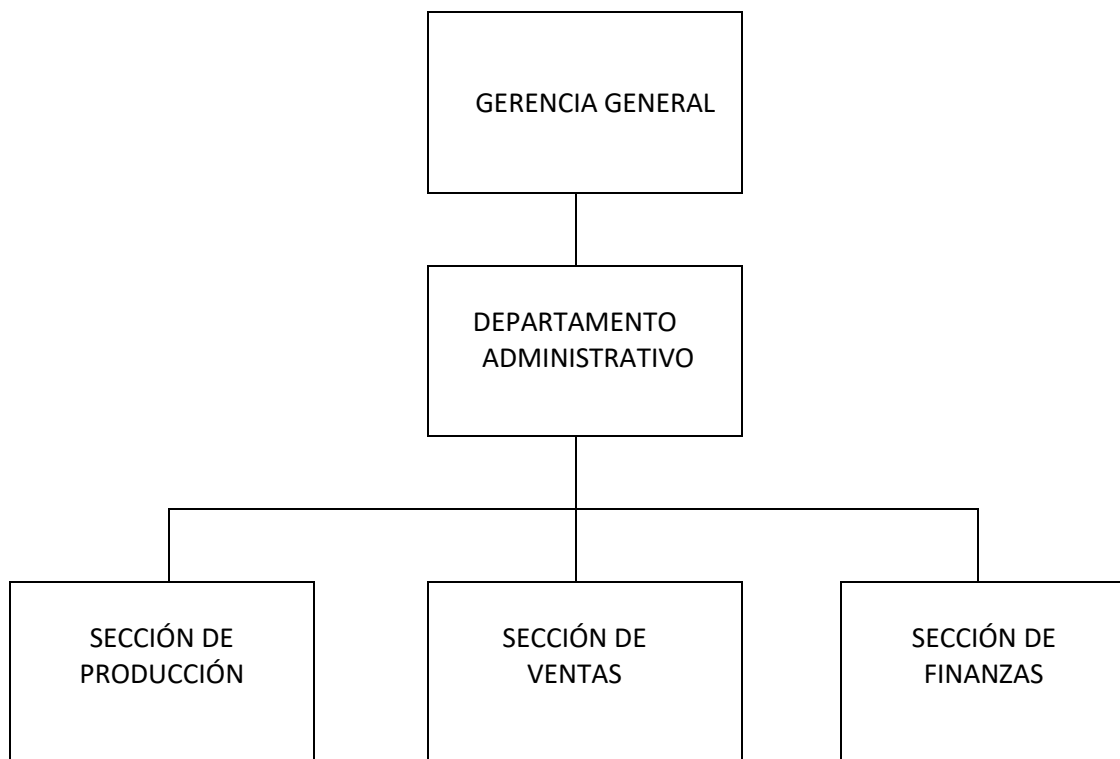 GERENCIA GENERAL
DEPARTAMENTO
ADMINISTRATIVO
SECCIÓN DE
PRODUCCIÓN
SECCIÓN DE
VENTAS
SECCIÓN DE
FINANZAS